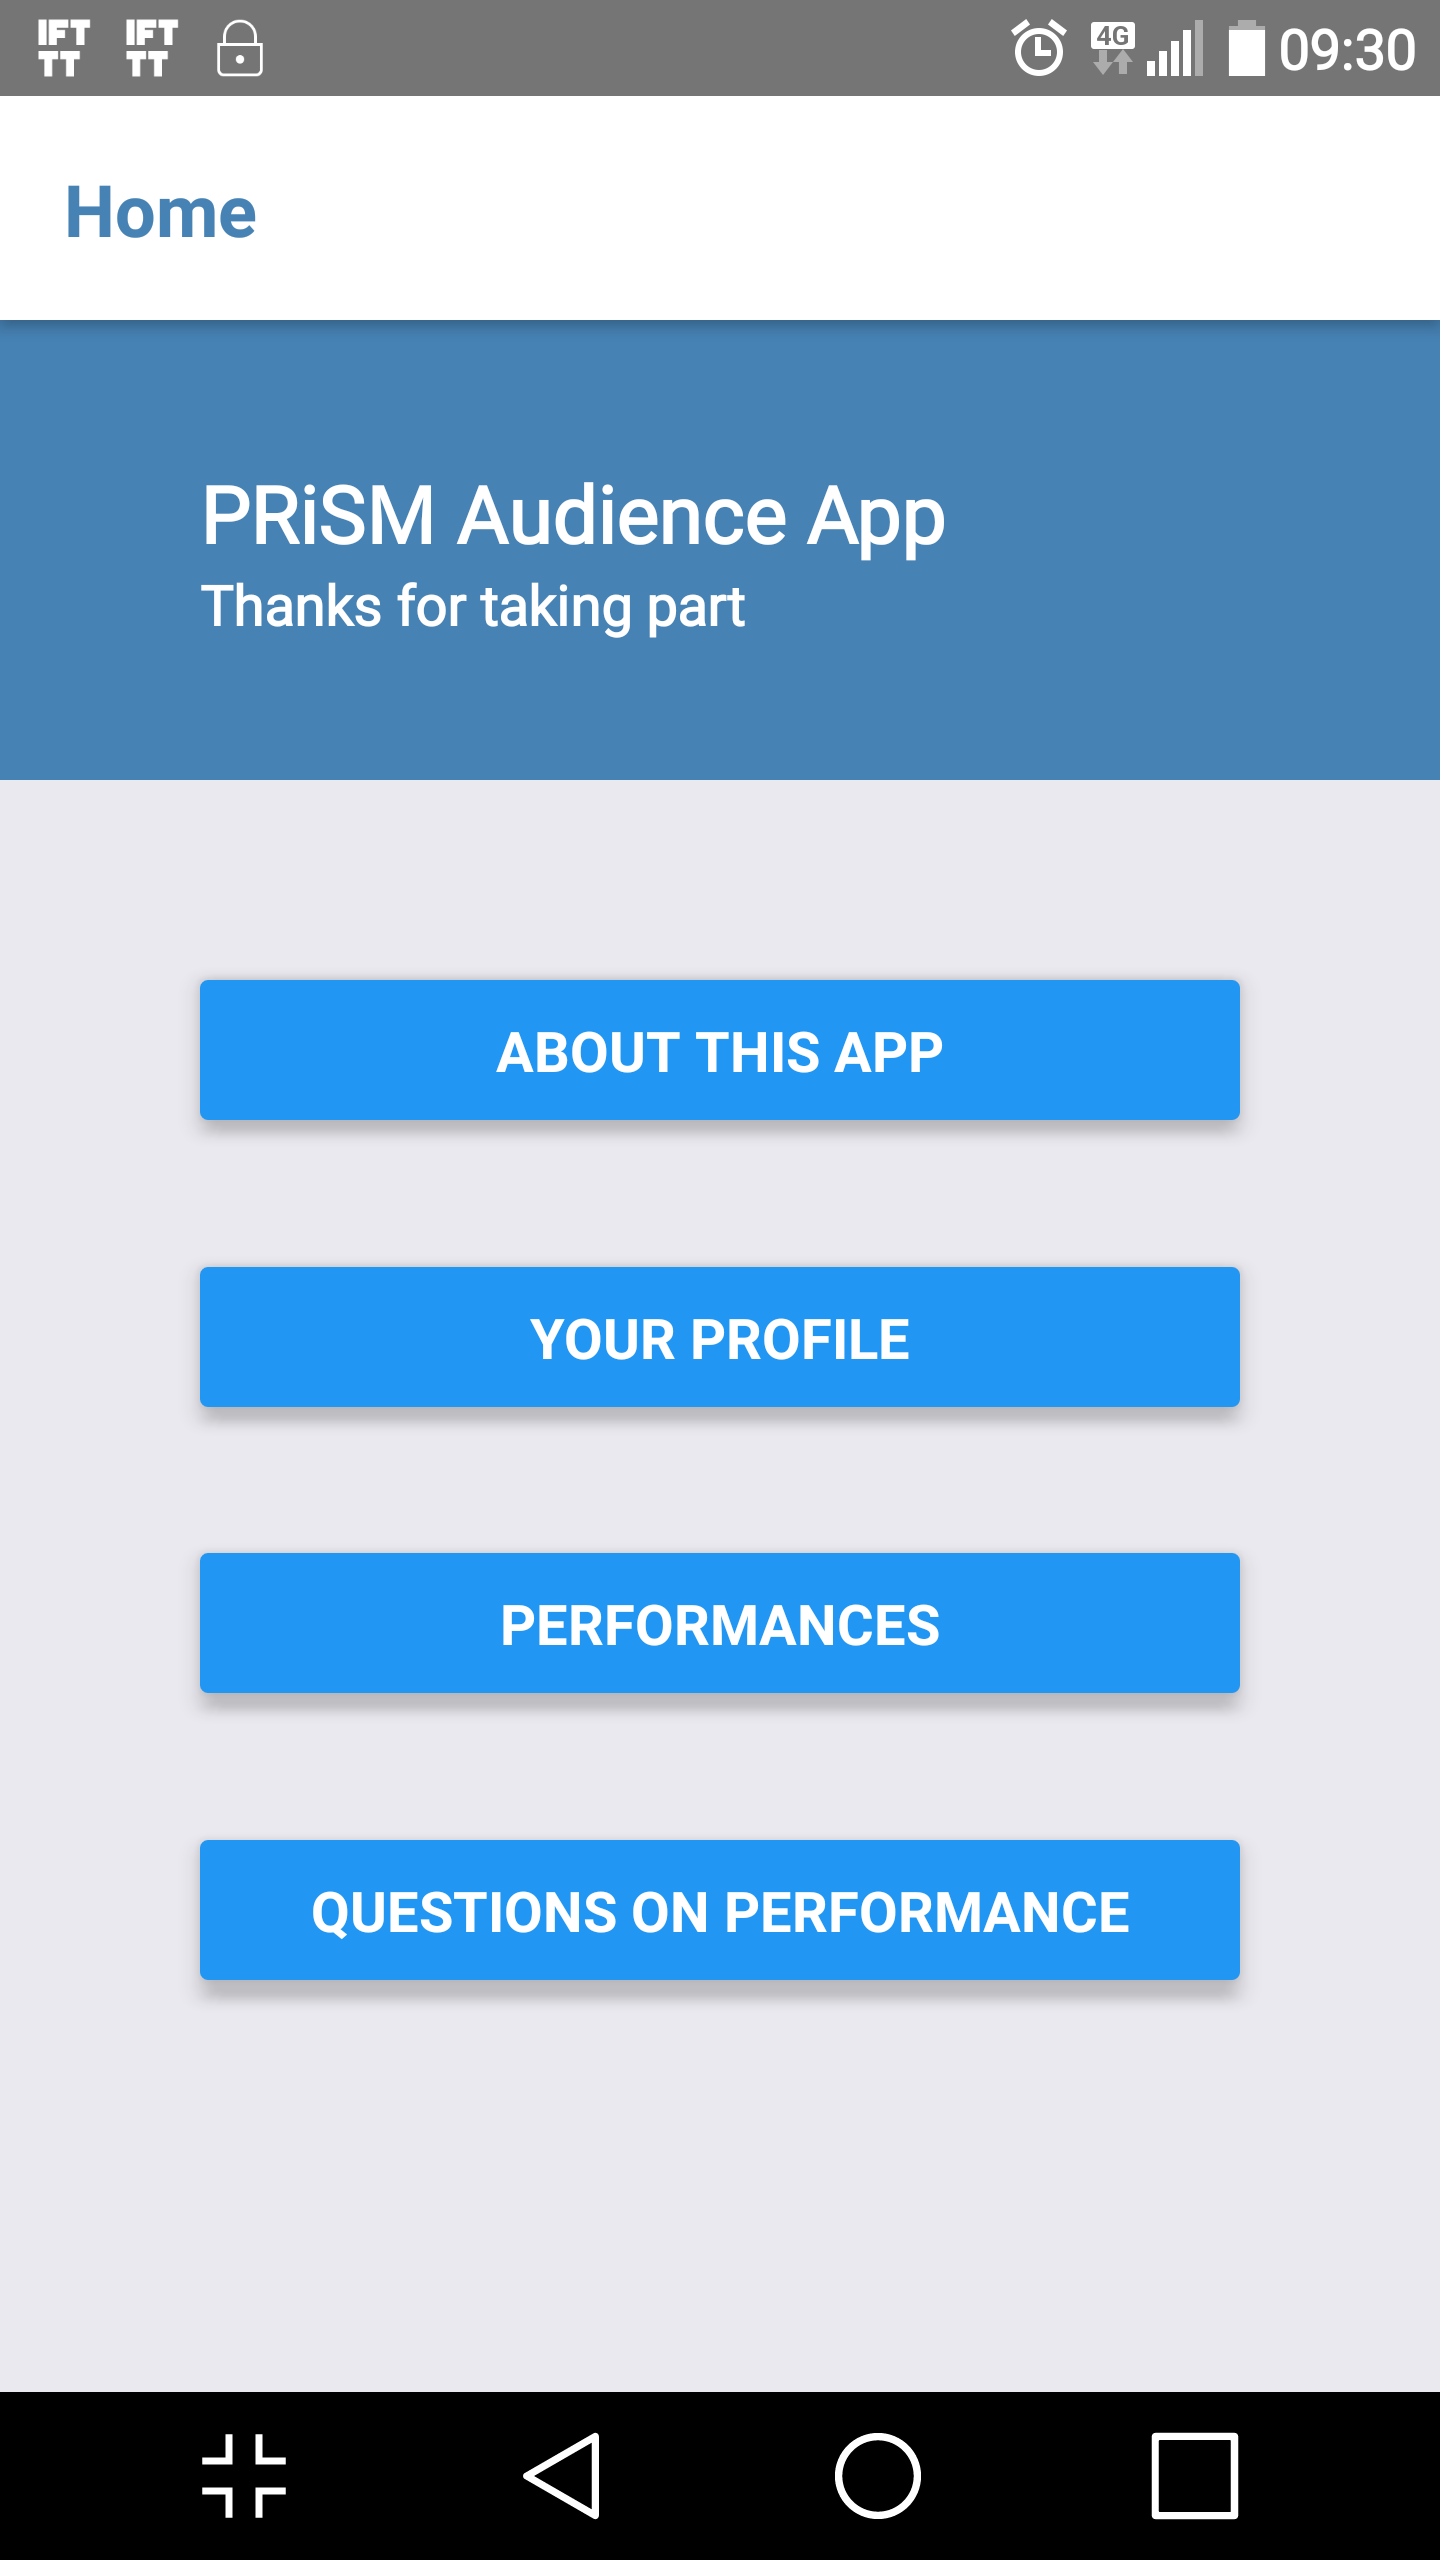 IFTTT IFTTT 4G 09:30
Home
PRiSM Audience App
Thanks for taking part
ABOUT THIS APP
YOUR PROFILE
PERFORMANCES
QUESTIONS ON PERFORMANCE